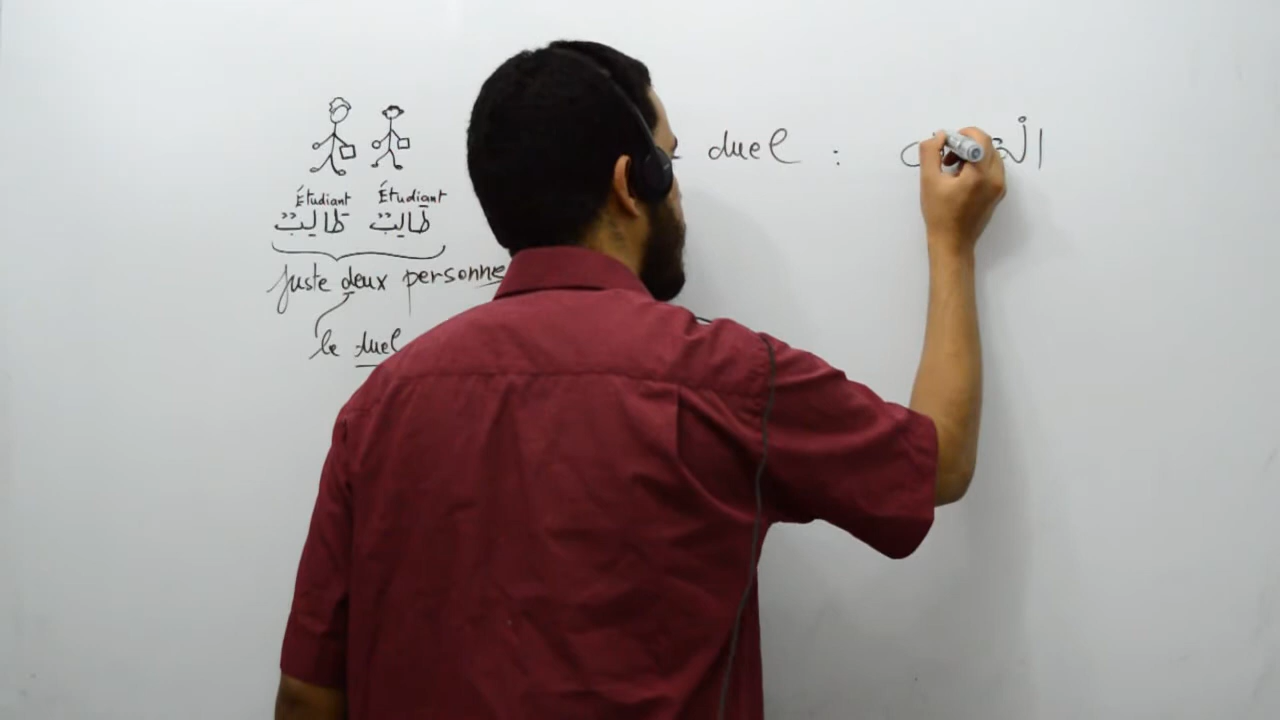 Étudiant Étudiant
طَالِبٌ طَالِبٌ
Juste deux personne
le duel
duel :